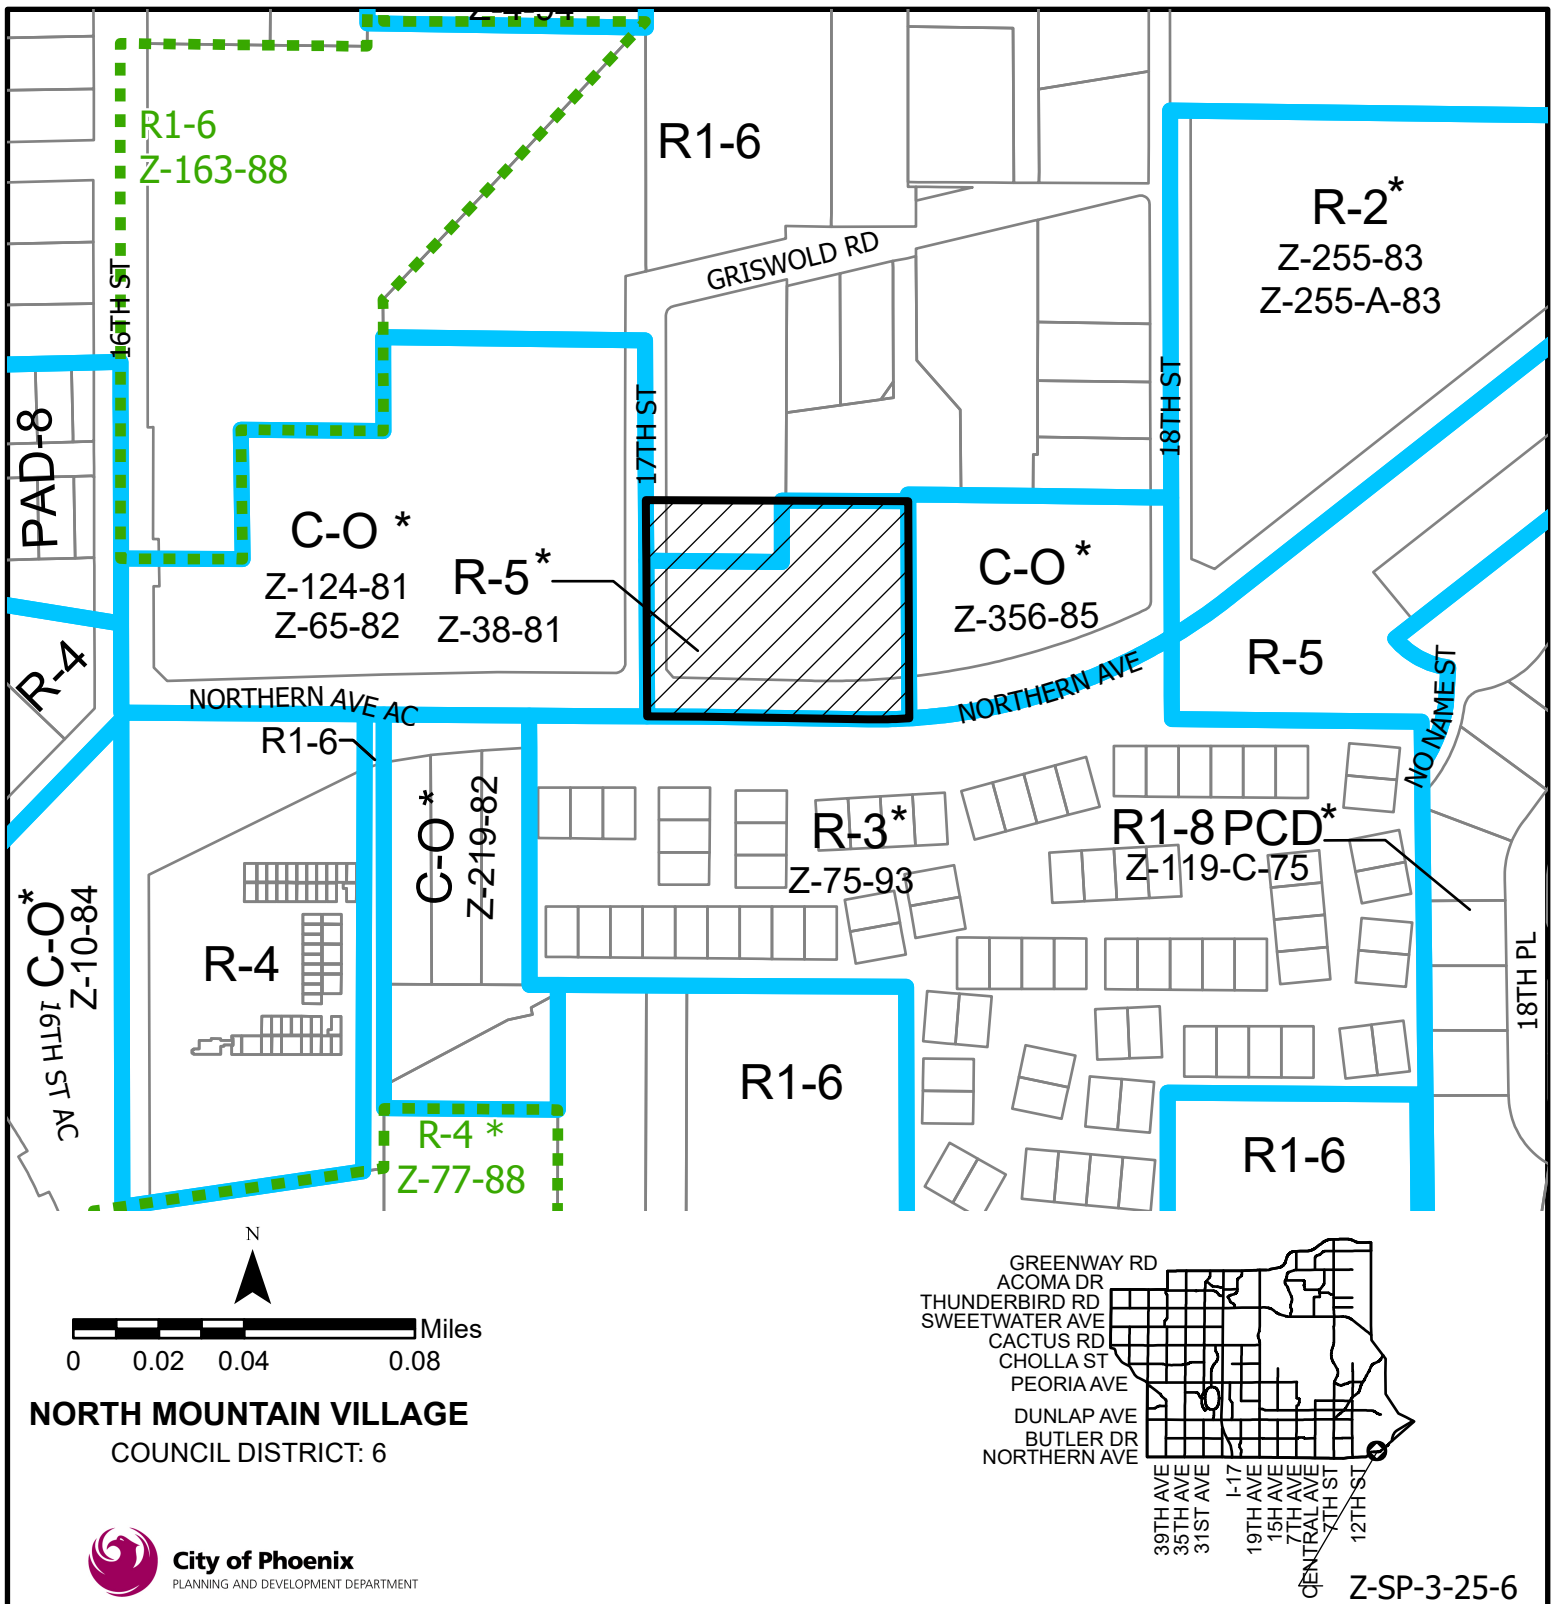 Z-4-94
R1-6
Z-163-88
R1-6
R-2*
Z-255-83
Z-255-A-83
GRISWOLD RD
16TH ST
17TH ST
18TH ST
PAD-8
C-O *
Z-124-81
Z-65-82
R-5*
Z-38-81
C-O*
Z-356-85
R-4
R-5
NORTHERN AVE AC
NORTHERN AVE
NO NAME ST
R1-6
C-O*
Z-219-82
R-3*
Z-75-93
R1-8 PCD*
Z-119-C-75
C-O*
Z-10-84
16TH ST AC
R-4
18TH PL
R1-6
R-4 *
Z-77-88
R1-6
N
Miles
0 0.02 0.04 0.08
NORTH MOUNTAIN VILLAGE
COUNCIL DISTRICT: 6
City of Phoenix
PLANNING AND DEVELOPMENT DEPARTMENT
GREENWAY RD
ACOMA DR
THUNDERBIRD RD
SWEETWATER AVE
CACTUS RD
CHOLLA ST
PEORIA AVE
DUNLAP AVE
BUTLER DR
NORTHERN AVE
39TH AVE
35TH AVE
31ST AVE
I-17
19TH AVE
15H AVE
7TH AVE
CENTRAL AVE
7TH ST
12TH ST
Z-SP-3-25-6